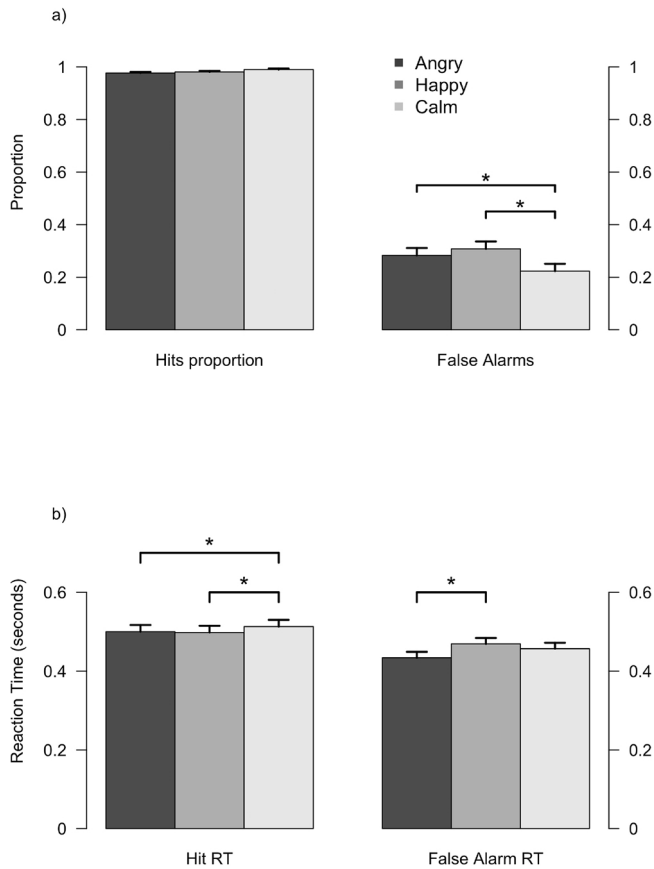 a)
Proportion
1
0.8
0.6
0.4
0.2
0
Angry
Happy
Calm
*
*
1
0.8
0.6
0.4
0.2
0
Hits proportion
False Alarms
b)
Reaction Time (seconds)
0.6
0.4
0.2
0
*
*
*
0.6
0.4
0.2
0
Hit RT
False Alarm RT